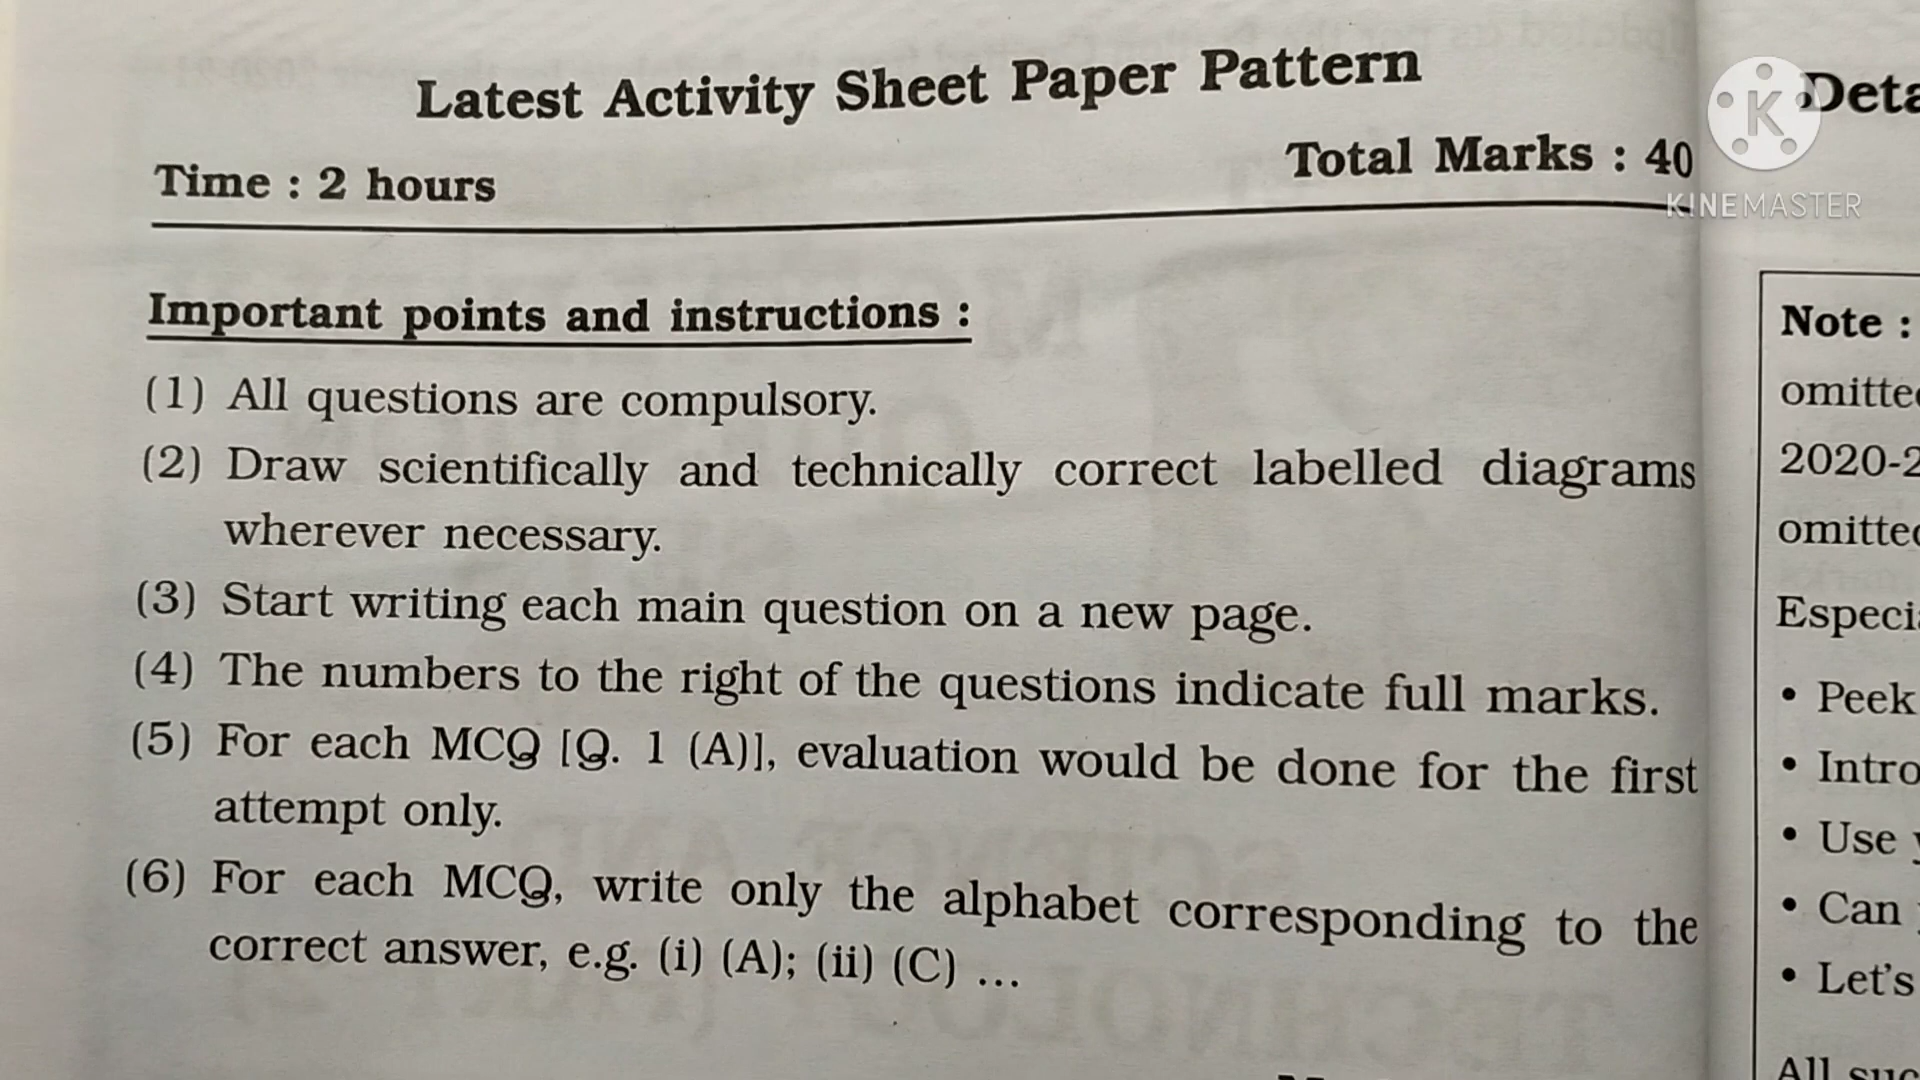 Latest Activity Sheet Paper Pattern
Time : 2 hours
Total Marks : 40
Important points and instructions :
(1) All questions are compulsory.
(2) Draw scientifically and technically correct labelled diagrams
wherever necessary.
(3) Start writing each main question on a new page.
(4) The numbers to the right of the questions indicate full marks.
(5) For each MCQ [Q. 1 (A)], evaluation would be done for the first
attempt only.
(6) For each MCQ, write only the alphabet corresponding to the
correct answer, e.g. (i) (A); (ii) (C) ...
K
KINEMASTER
Note :
2020-2
• Peek
• Intro
• Use
• Can
• Let's
All